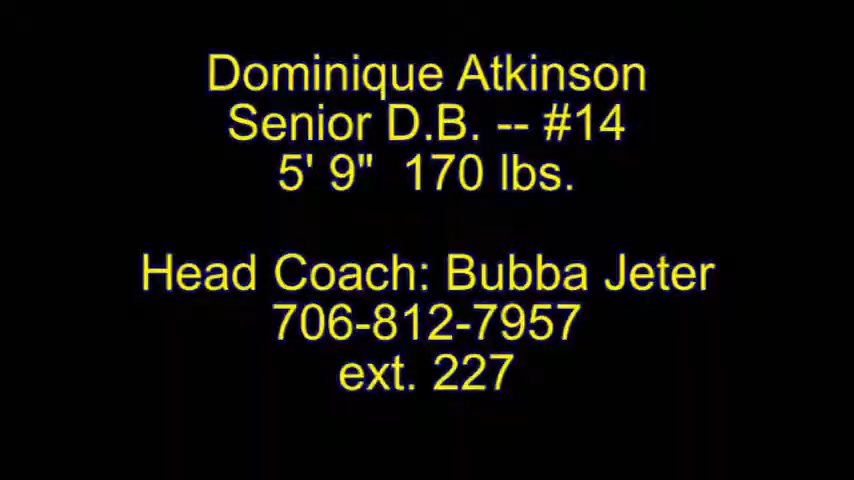 Dominique Atkinson
Senior D.B. -- #14
5' 9"  170 lbs.
Head Coach: Bubba Jeter
706-812-7957
ext. 227